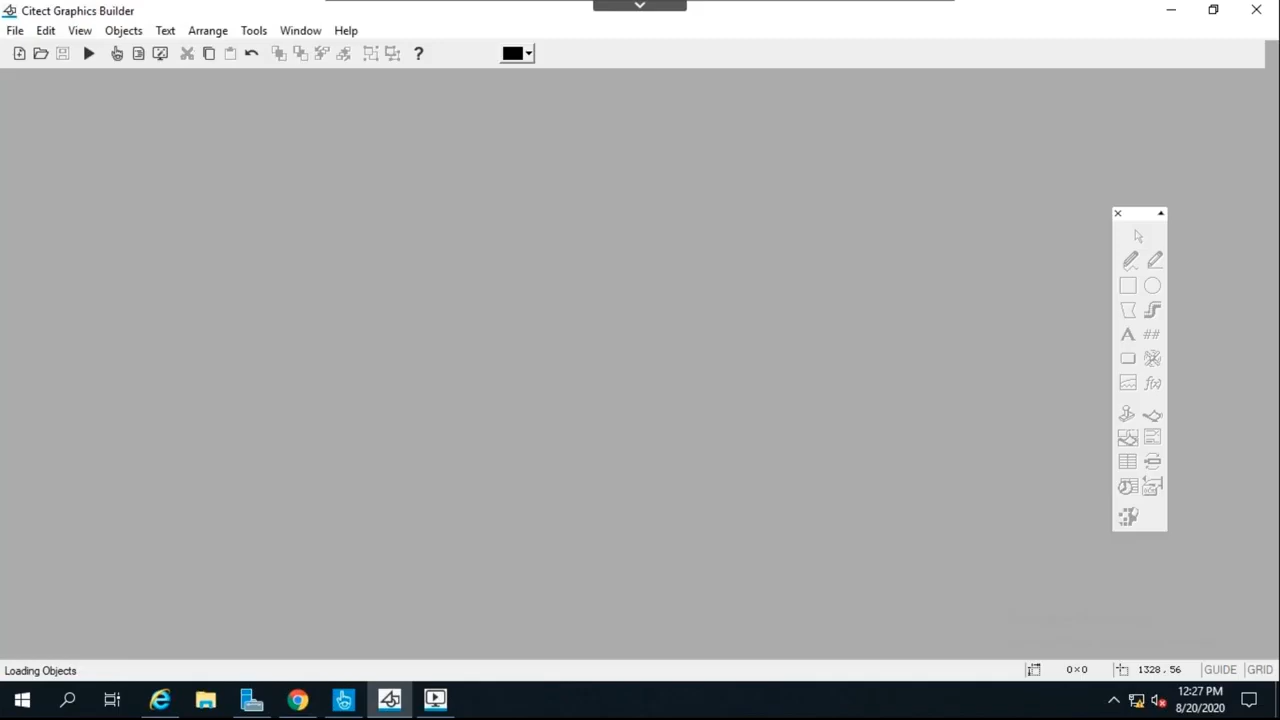 Citect Graphics Builder
File Edit View Objects Text Arrange Tools Window Help
?
A ##
f(x)
Loading Objects
0×0
1328, 56
GUIDE GRID
12:27 PM
8/20/2020